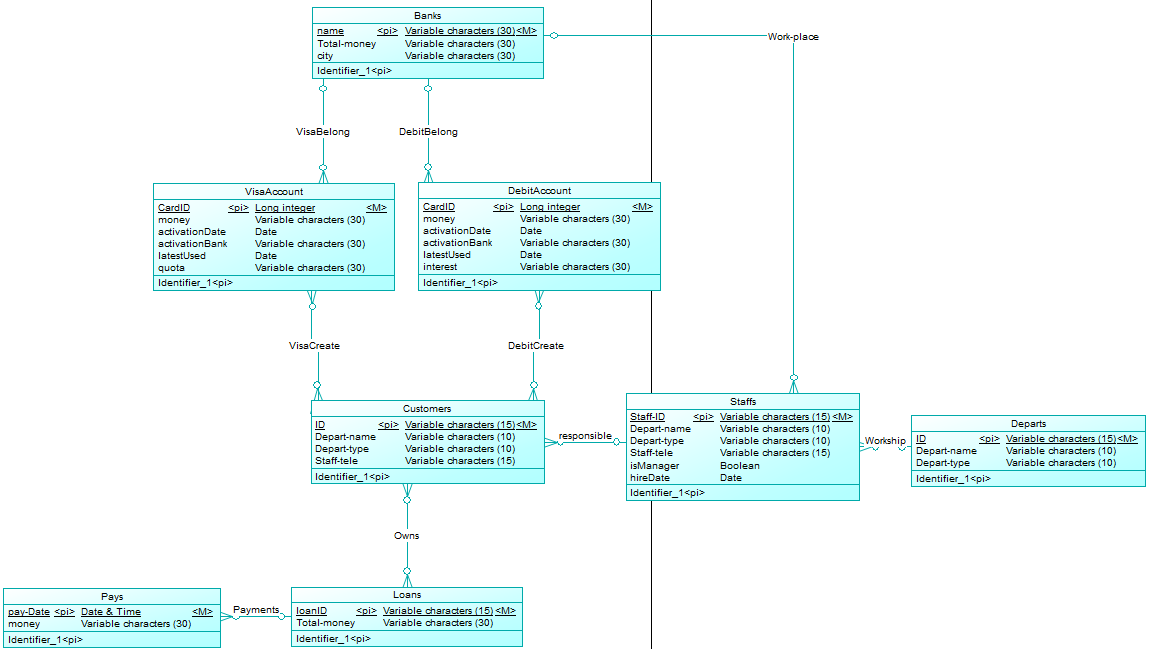 Banks
name <pi> Variable characters (30) <M>
Total-money Variable characters (30)
city Variable characters (30)
Identifier_1<pi>
Work-place
VisaBelong
DebitBelong
VisaAccount
CardID <pi> Long integer <M>
money Variable characters (30)
activationDate Date
activationBank Variable characters (30)
latestUsed Date
quota Variable characters (30)
Identifier_1<pi>
DebitAccount
CardID <pi> Long integer <M>
money Variable characters (30)
activationDate Date
activationBank Variable characters (30)
latestUsed Date
interest Variable characters (30)
Identifier_1<pi>
VisaCreate
DebitCreate
Customers
ID <pi> Variable characters (15) <M>
Depart-name Variable characters (10)
Depart-type Variable characters (10)
Staff-tele Variable characters (15)
Identifier_1<pi>
responsible
Staffs
Staff-ID <pi> Variable characters (15) <M>
Depart-name Variable characters (10)
Depart-type Variable characters (10)
Staff-tele Variable characters (15)
isManager Boolean
hireDate Date
Identifier_1<pi>
Workship
Departs
ID <pi> Variable characters (15) <M>
Depart-name Variable characters (10)
Depart-type Variable characters (10)
Identifier_1<pi>
Owns
Pays
pay-Date <pi> Date & Time <M>
money Variable characters (30)
Identifier_1<pi>
Payments
Loans
loanID <pi> Variable characters (15) <M>
Total-money Variable characters (30)
Identifier_1<pi>